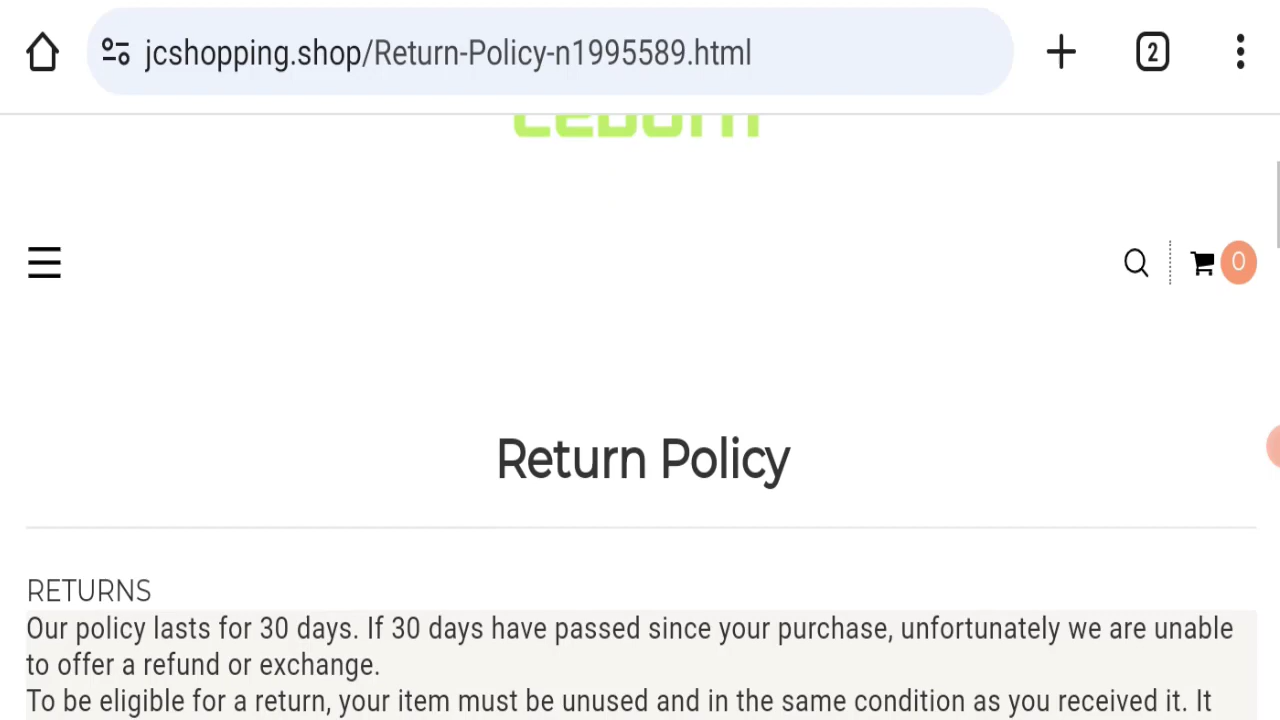 jcshopping.shop/Return-Policy-n1995589.html
2
0
Return Policy
RETURNS
Our policy lasts for 30 days. If 30 days have passed since your purchase, unfortunately we are unable
to offer a refund or exchange.
To be eligible for a return, your item must be unused and in the same condition as you received it. It